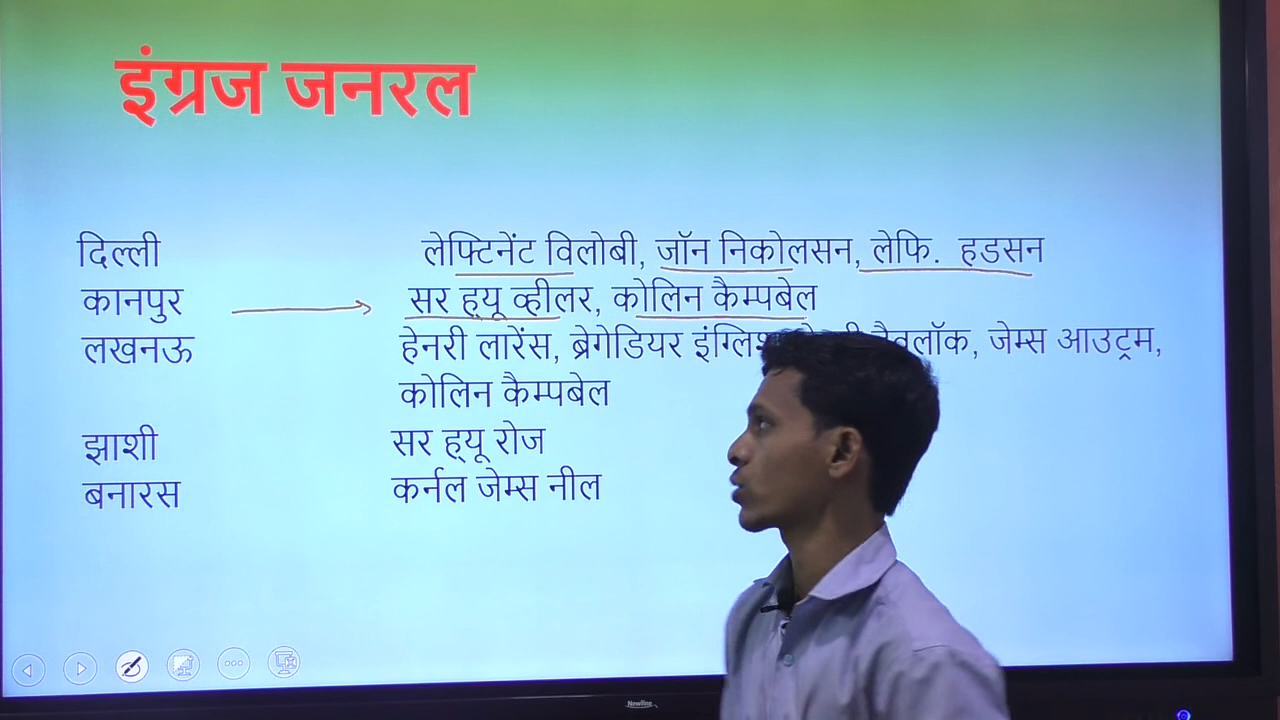 इंग्रज जनरल
दिल्ली लेफ्टिनेंट विलोबी, जॉन निकोलसन, लेफि. हडसन
कानपुर सर ह्यू व्हीलर, कोलिन कैम्पबेल
लखनऊ हेनरी लारेंस, ब्रेगेडियर इंग्लिश जेम्स आउट्रम,
कोलिन कैम्पबेल
झाशी सर ह्यू रोज
बनारस कर्नल जेम्स नील
Newline